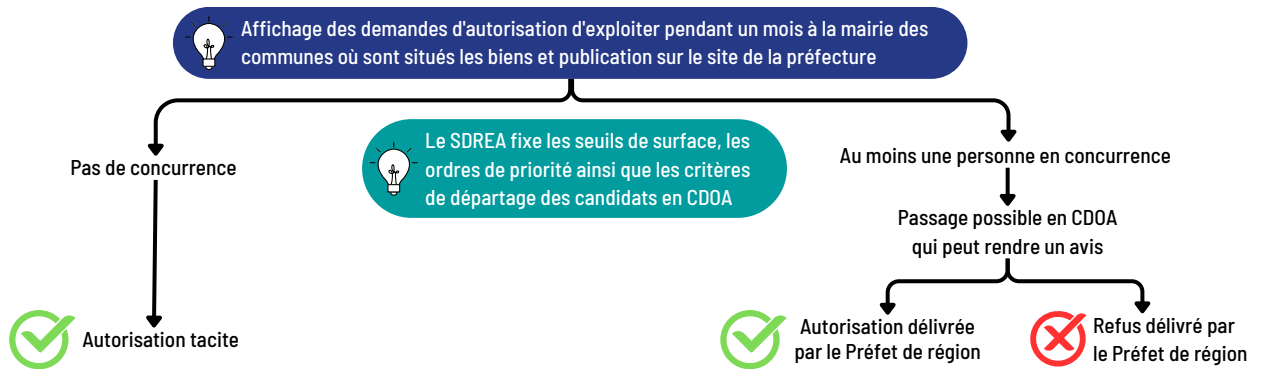 Affichage des demandes d'autorisation d'exploiter pendant un mois à la mairie des
communes où sont situés les biens et publication sur le site de la préfecture
Pas de concurrence
Le SDREA fixe les seuils de surface, les
ordres de priorité ainsi que les critères
de départage des candidats en CDOA
Au moins une personne en concurrence
Passage possible en CDOA
qui peut rendre un avis
Autorisation tacite
Autorisation délivrée
par le Préfet de région
Refus délivré par
le Préfet de région